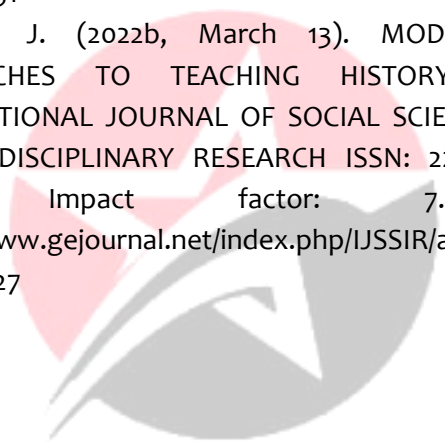 J. (2022b, March 13). MOD
CHES TO TEACHING HISTORY
TIONAL JOURNAL OF SOCIAL SCIE
DISCIPLINARY RESEARCH ISSN: 2
Impact factor: 7.
ww.gejournal.net/index.php/IJSSIR/a
27